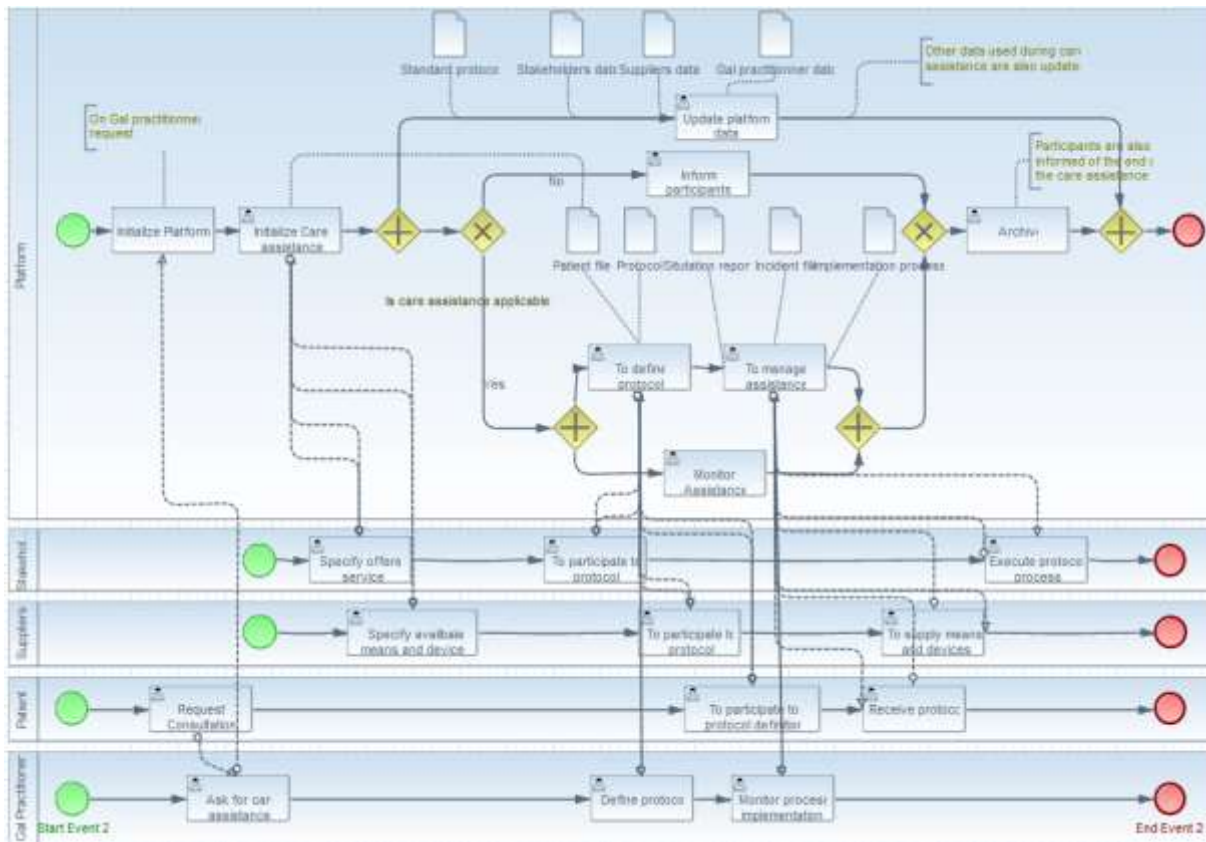 Platform
Standard protoco
Stakeholders data
Suppliers data
Gal practitionner data
Other data used during can
assistance are also update
On Gal practitionner
request
Update platform
data
Participants are also
informed of the end
the care assistance
No
Inform
participants
Initialize Platform
Initialize Care
assistance
Archivi
Patient file
Protocol
Situtation repor
Incident file
Implementation process
Is care assistance applicable
To define
protocol
To manage
assistance
Yes
Monitor
Assistance
Stakehol
Specify offers
service
To participate to
protocol
Execute protoco
process
Suppliers
Specify availbale
means and device
To participate to
protocol
To supply means
and devices
Patient
Request
Consultation
To participate to
protocol definition
Receive protoco
Gal Practitioner
Ask for car
assistance
Define protoco
Monitor process
implementation
Start Event 2
End Event 2